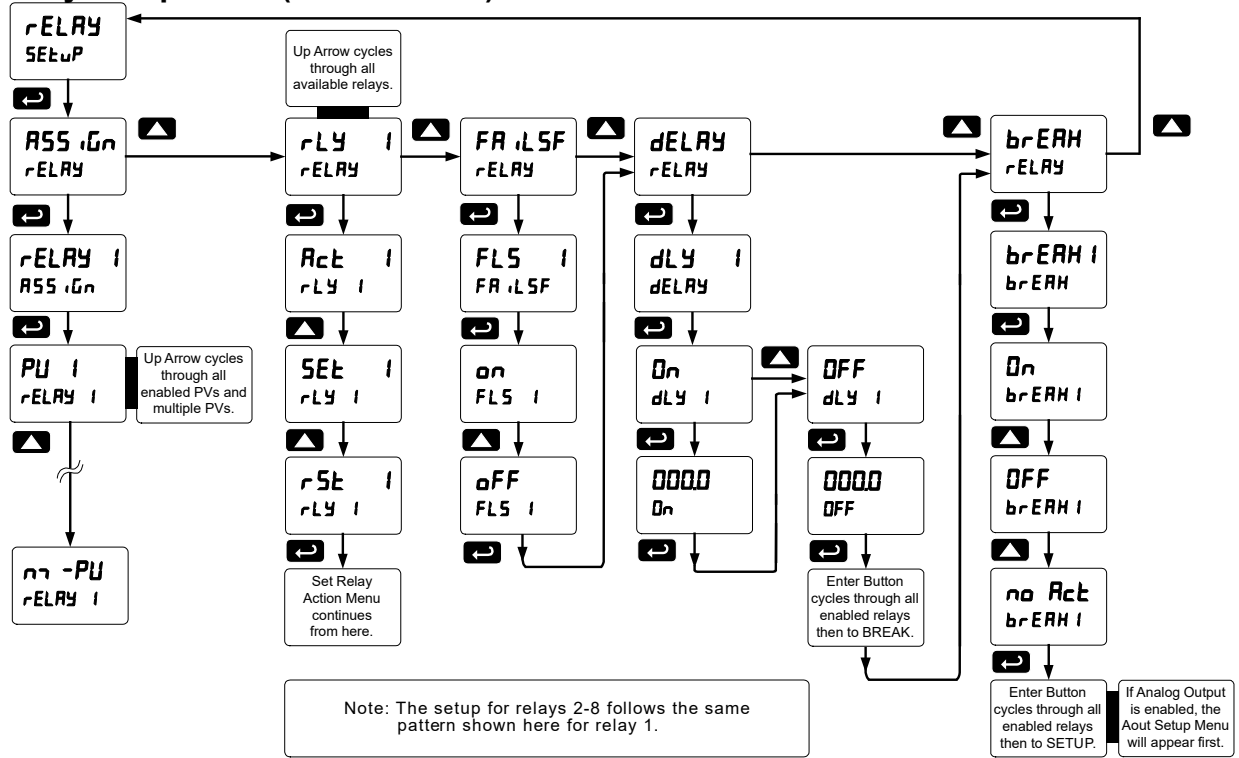 rELAY
SEtuP
ASSiGn
rELAY
rELAY 1
ASSiGn
PV 1
rELAY 1
Up Arrow cycles
through all
enabled PVs and
multiple PVs.
-PV
rELAY 1
Up Arrow cycles
through all
available relays.
rLY 1
rELAY
Act 1
rLY 1
SEt 1
rLY 1
rSt 1
rLY 1
Set Relay
Action Menu
continues
from here.
FAiLSF
rELAY
FLS 1
FAiLSF
on
FLS 1
oFF
FLS 1
dELAY
rELAY
dLY 1
dELAY
On
dLY 1
000.0
On
OFF
dLY 1
000.0
OFF
Enter Button
cycles through all
enabled relays
then to BREAK.
brEAK
rELAY
brEAK 1
brEAK
On
brEAK 1
OFF
brEAK 1
no Act
brEAK 1
Enter Button
cycles through all
enabled relays
then to SETUP.
If Analog Output
is enabled, the
Aout Setup Menu
will appear first.
Note: The setup for relays 2-8 follows the same
pattern shown here for relay 1.